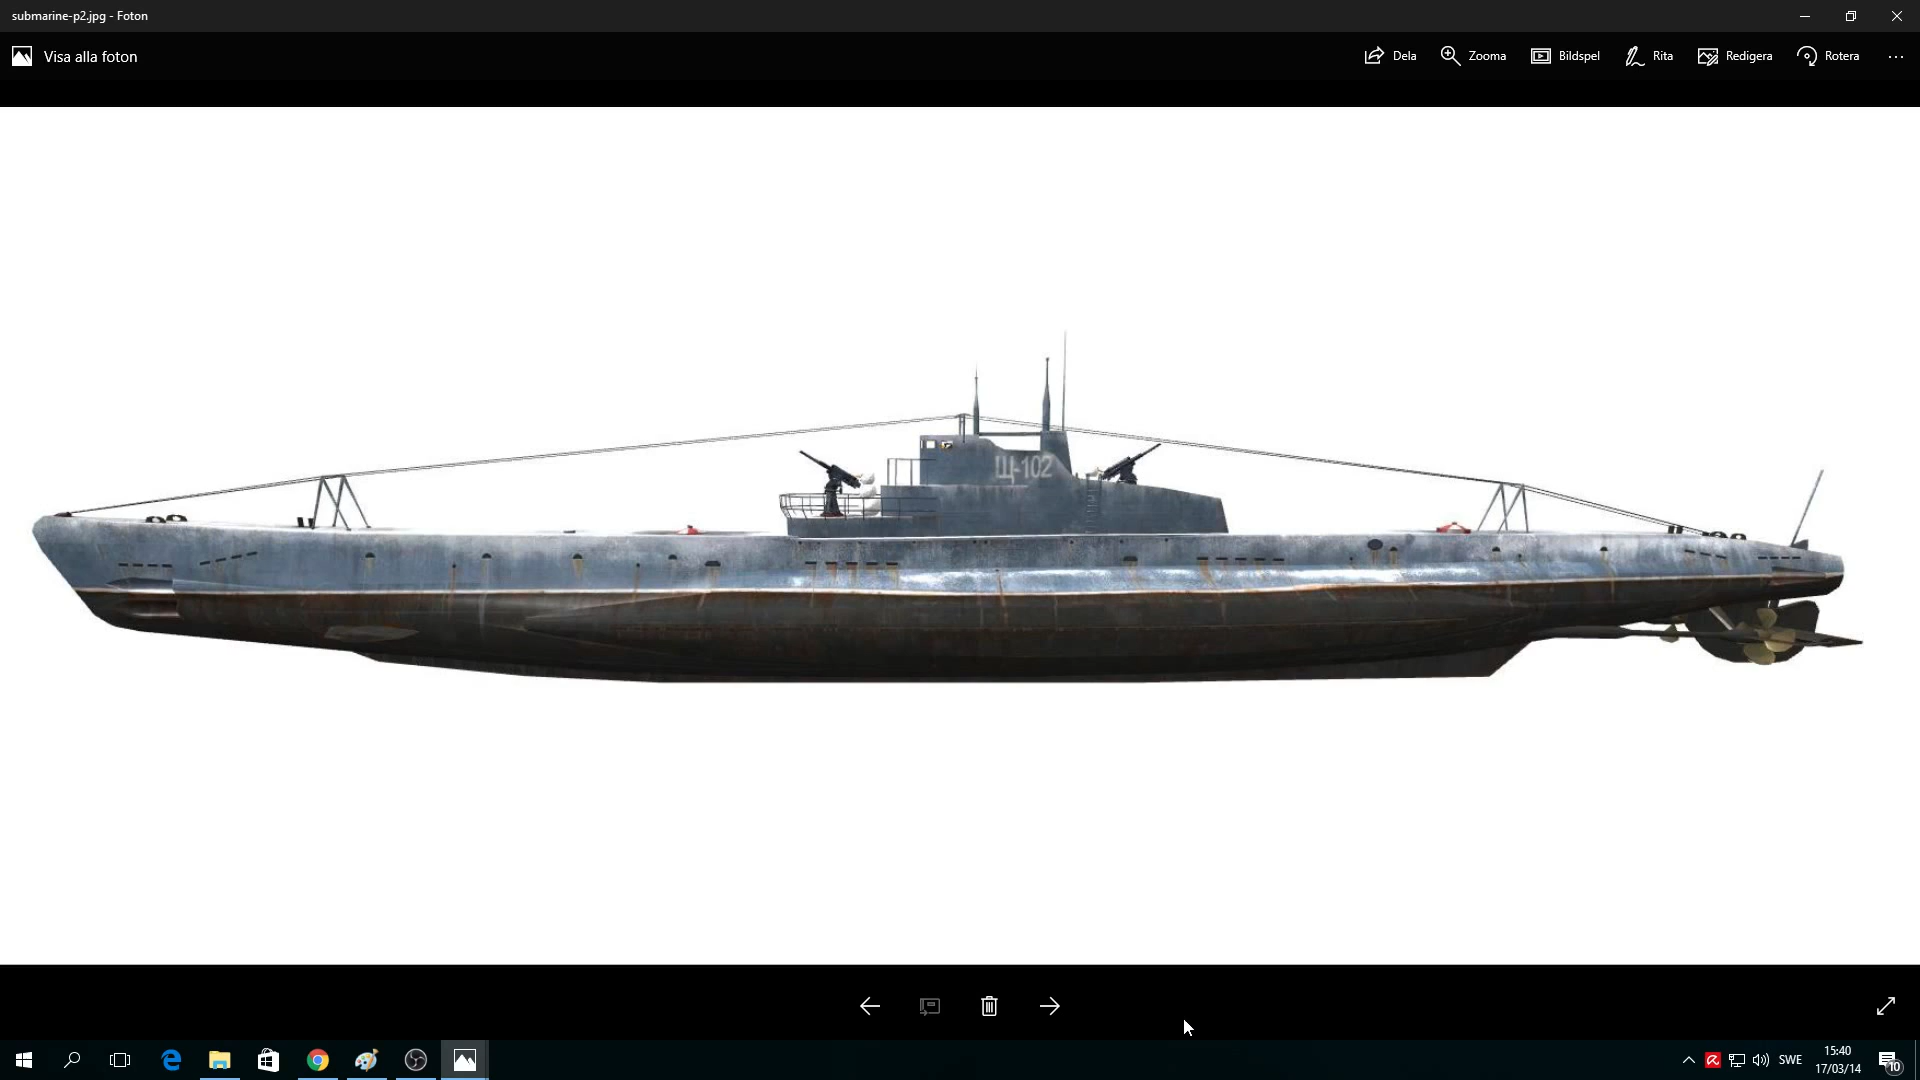 submarine-p2.jpg - Foton
Visa alla foton
Dela
Zooma
Bildspel
Rita
Redigera
Rotera
Щ-102
SWE
15:40
17/03/14
10